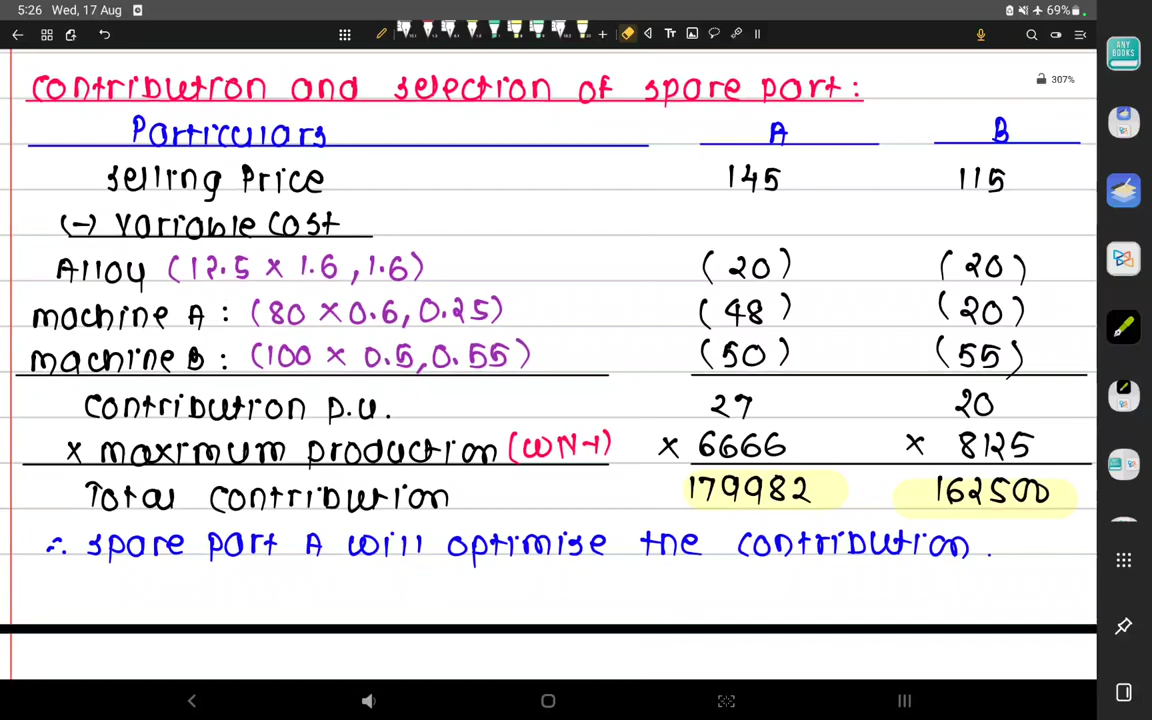 5:26 Wed, 17 Aug 69%
Tт
307%
Contribution and selection of spare part:
Particulars A B
Selling Price 145 115
(-) Variable Cost
Alloy (12.5 × 1.6, 1.6) (20) (20)
machine A: (80 × 0.6, 0.25) (48) (20)
machine B: (100 × 0.5, 0.55) (50) (55)
Contribution p.u. 27 20
× maximum production (WN-1) × 6666 × 8125
Total Contribution 179982 162500
∴ spare part A will optimise the contribution.
ANY BOOKS